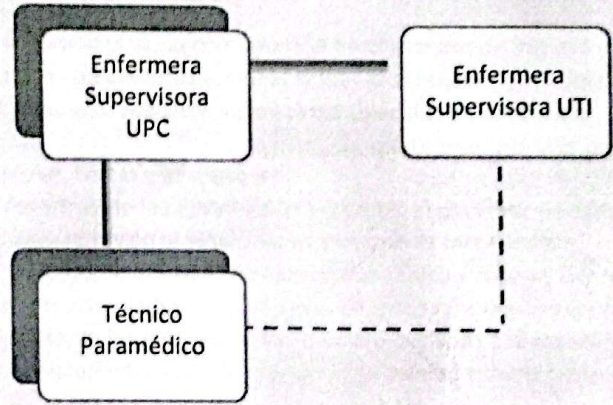 Enfermera
Supervisora
UPC
Enfermera
Supervisora UTI
Técnico
Paramédico